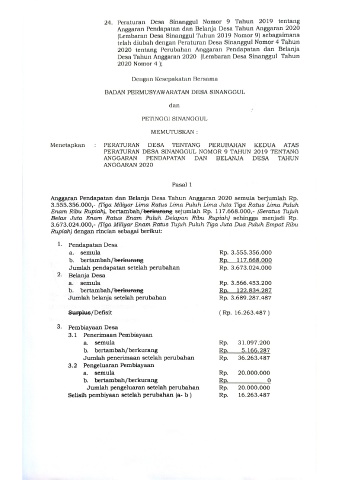 24. Peraturan Desa Sinanggul Nomor 9 Tahun 2019 tentang
Anggaran Pendapatan dan Belanja Desa Tahun Anggaran 2020
(Lembaran Desa Sinanggul Tahun 2019 Nomor 9) sebagaimana
telah diubah dengan Peraturan Desa Sinanggul Nomor 4 Tahun
2020 tentang Perubahan Anggaran Pendapatan dan Belanja
Desa Tahun Anggaran 2020 (Lembaran Desa Sinanggul Tahun
2020 Nomor 4 );
Dengan Kesepakatan Bersama
BADAN PERMUSYAWARATAN DESA SINANGGUL
dan
PETINGGI SINANGGUL
MEMUTUSKAN :
Menetapkan : PERATURAN DESA TENTANG PERUBAHAN KEDUA ATAS
PERATURAN DESA SINANGGUL NOMOR 9 TAHUN 2019 TENTANG
ANGGARAN PENDAPATAN DAN BELANJA DESA TAHUN
ANGGARAN 2020
Pasal 1
Anggaran Pendapatan dan Belanja Desa Tahun Anggaran 2020 semula berjumlah Rp.
3.555.356.000,- (Tiga Milyar Lima Ratus Lima Puluh Lima Juta Tiga Ratus Lima Puluh
Enam Ribu Rupiah), bertambah/berkurang sejumlah Rp. 117.668.000,- (Seratus Tujuh
Belas Juta Enam Ratus Enam Puluh Delapan Ribu Rupiah) sehingga menjadi Rp.
3.673.024.000,- (Tiga Milyar Enam Ratus Tujuh Puluh Tiga Juta Dua Puluh Empat Ribu
Rupiah) dengan rincian sebagai berikut:
1. Pendapatan Desa
a. semula Rp. 3.555.356.000
b. bertambah/berkurang Rp. 117.668.000
Jumlah pendapatan setelah perubahan Rp. 3.673.024.000
2. Belanja Desa
a. semula Rp. 3.566.453.200
b. bertambah/berkurang Rp. 122.834.287
Jumlah belanja setelah perubahan Rp. 3.689.287.487
Surplus/Defisit ( Rp. 16.263.487 )
3. Pembiayaan Desa
3.1 Penerimaan Pembiayaan
a. semula Rp. 31.097.200
b. bertambah/berkurang Rp. 5.166.287
Jumlah penerimaan setelah perubahan Rp. 36.263.487
3.2 Pengeluaran Pembiayaan
a. semula Rp. 20.000.000
b. bertambah/berkurang Rp. 0
Jumlah pengeluaran setelah perubahan Rp. 20.000.000
Selisih pembiyaan setelah perubahan (a- b ) Rp. 16.263.487